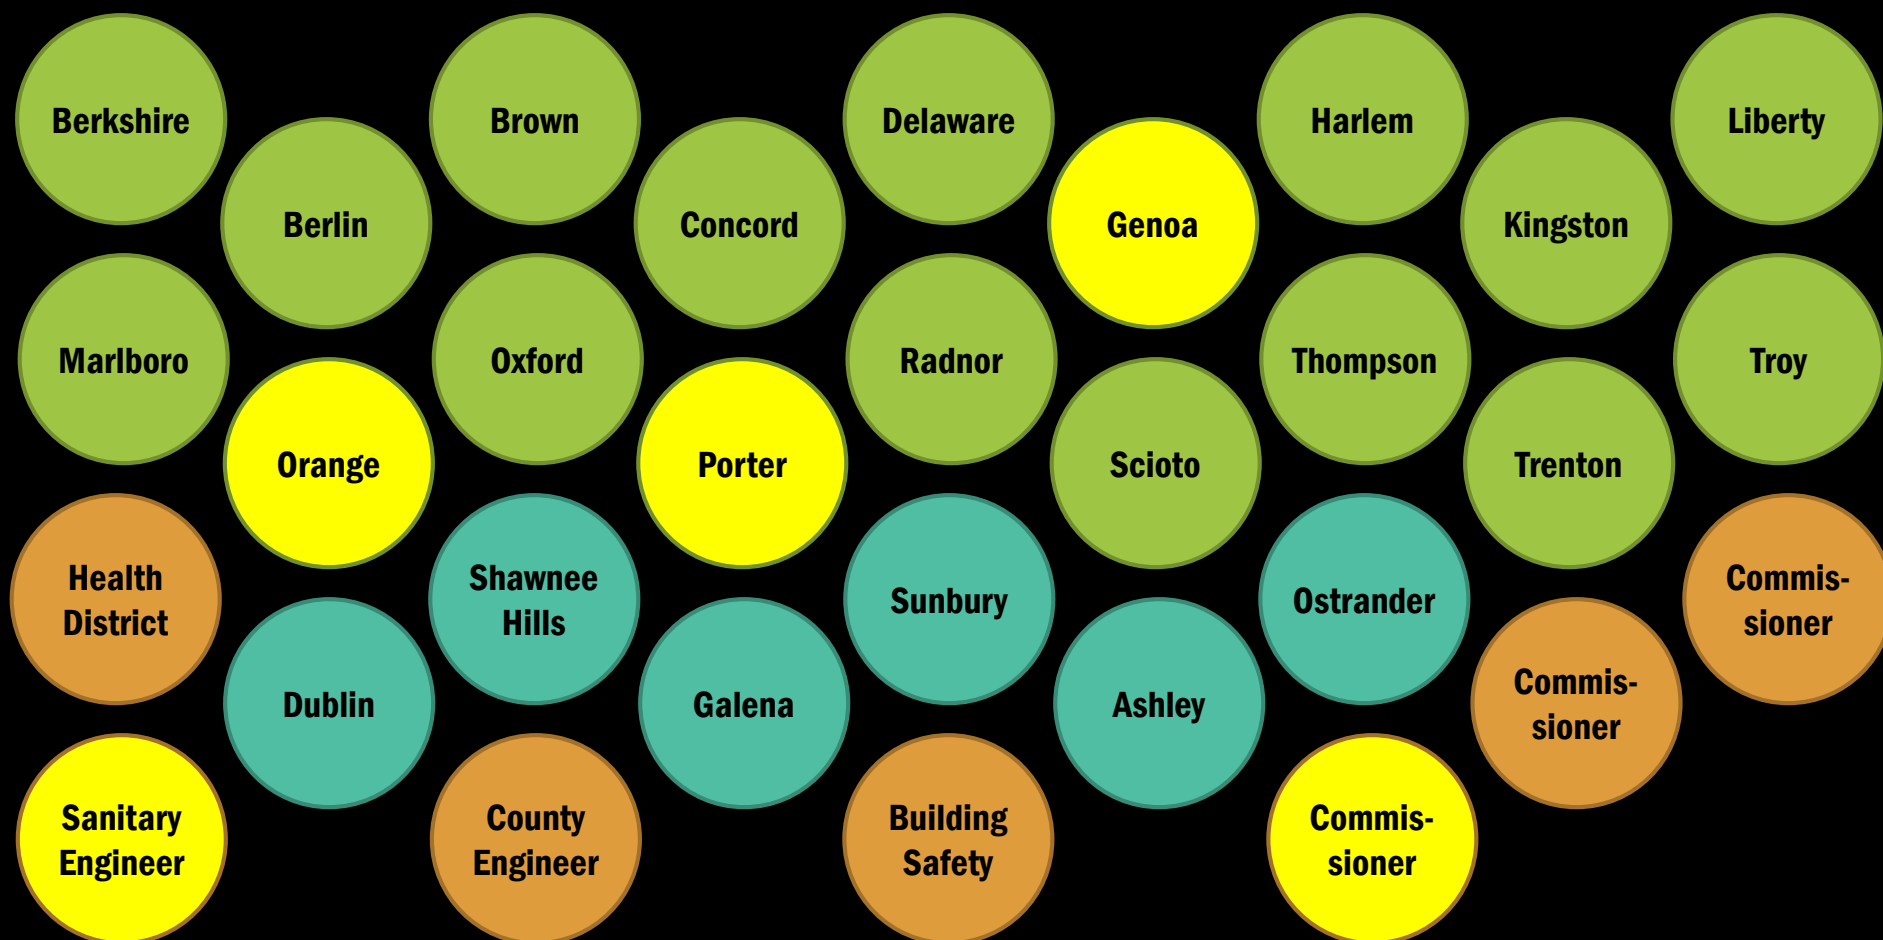 Berkshire
Brown
Delaware
Harlem
Liberty
Berlin
Concord
Genoa
Kingston
Marlboro
Oxford
Radnor
Thompson
Troy
Orange
Porter
Scioto
Trenton
Health
District
Shawnee
Hills
Sunbury
Ostrander
Commis-
sioner
Dublin
Galena
Ashley
Commis-
sioner
Sanitary
Engineer
County
Engineer
Building
Safety
Commis-
sioner